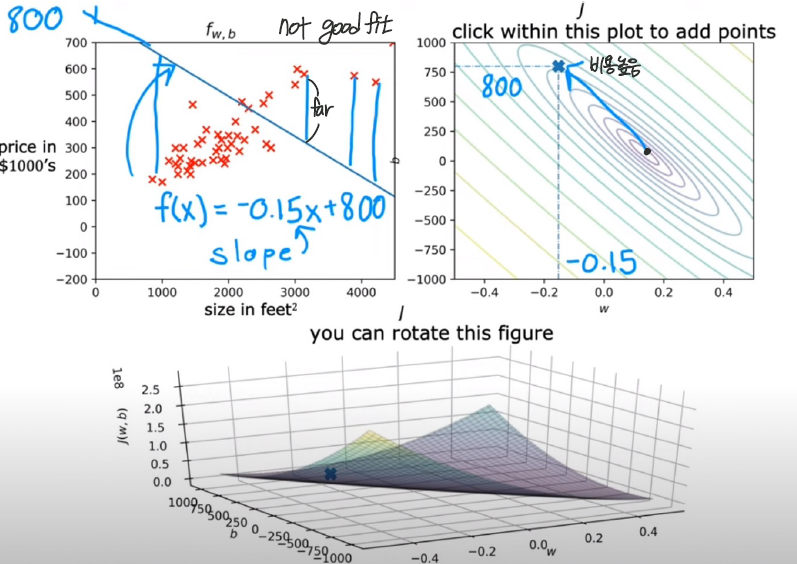 800
f_{w,b}
not good fit
700
600
500
400
300
200
100
0
−100
−200
price in
$1000's
far
f(x) = -0.15x+800
slope
0
1000
2000
3000
4000
size in feet²
J
click within this plot to add points
1000
750
500
250
0
−250
−500
−750
−1000
b
800
비용높음
-0.15
−0.4
−0.2
0.0
0.2
0.4
w
you can rotate this figure
1e8
2.5
2.0
1.5
1.0
0.5
0.0
J(w, b)
1000
750
500
250
0
−250
−500
−750
−1000
b
−0.4
−0.2
0.0
0.2
0.4
w